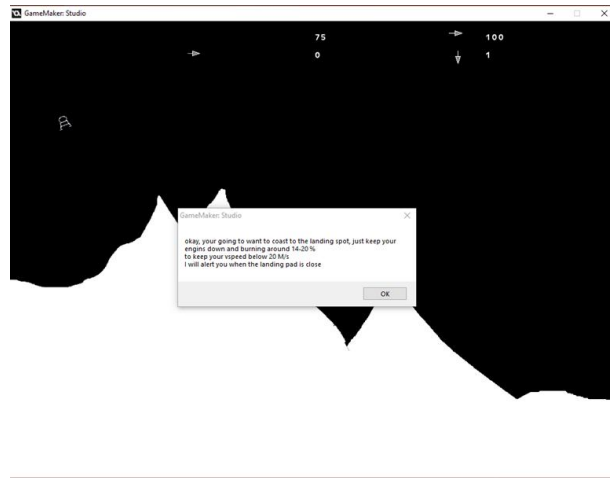 GameMaker: Studio
75 100
0 1
GameMaker: Studio
okay, your going to want to coast to the landing spot, just keep your
engins down and burning around 14-20 %
to keep your vspeed below 20 M/s
I will alert you when the landing pad is close
OK